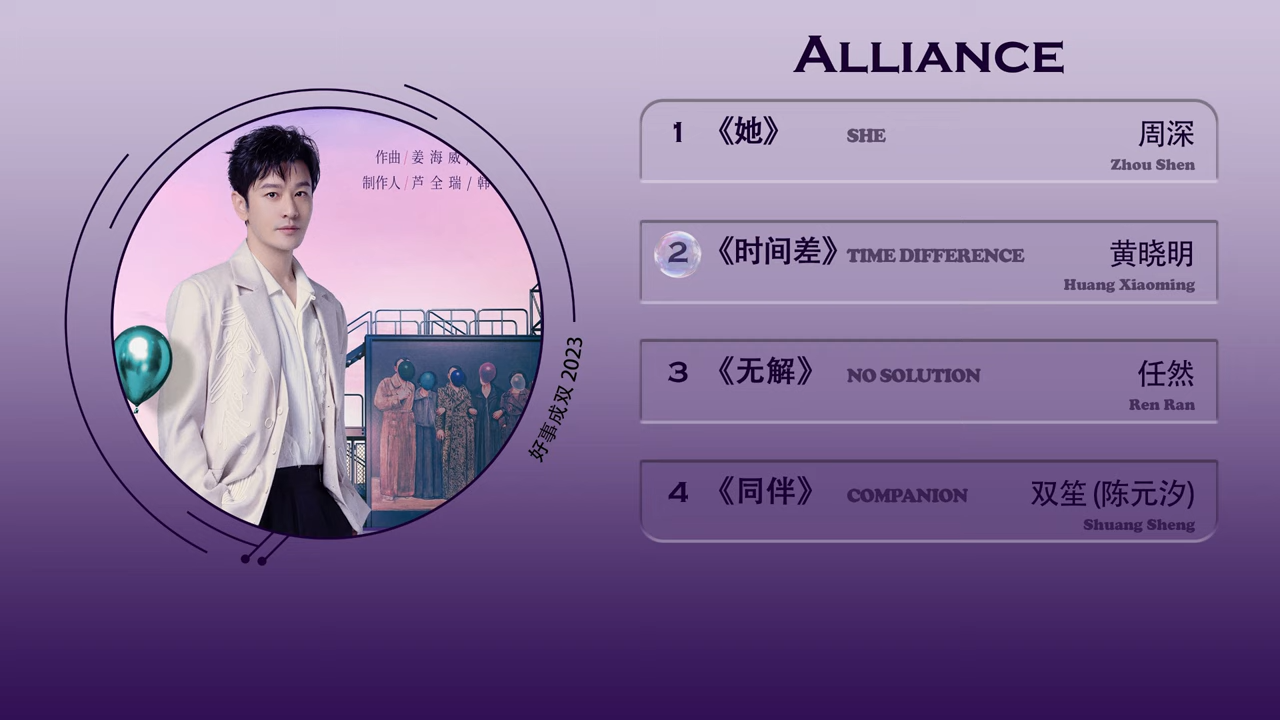 ALLIANCE
作曲/姜海威/
制作人/芦全瑞/韩
好事成双 2023
1 《她》 SHE 周深
Zhou Shen
2 《时间差》 TIME DIFFERENCE 黄晓明
Huang Xiaoming
3 《无解》 NO SOLUTION 任然
Ren Ran
4 《同伴》 COMPANION 双笙 (陈元汐)
Shuang Sheng